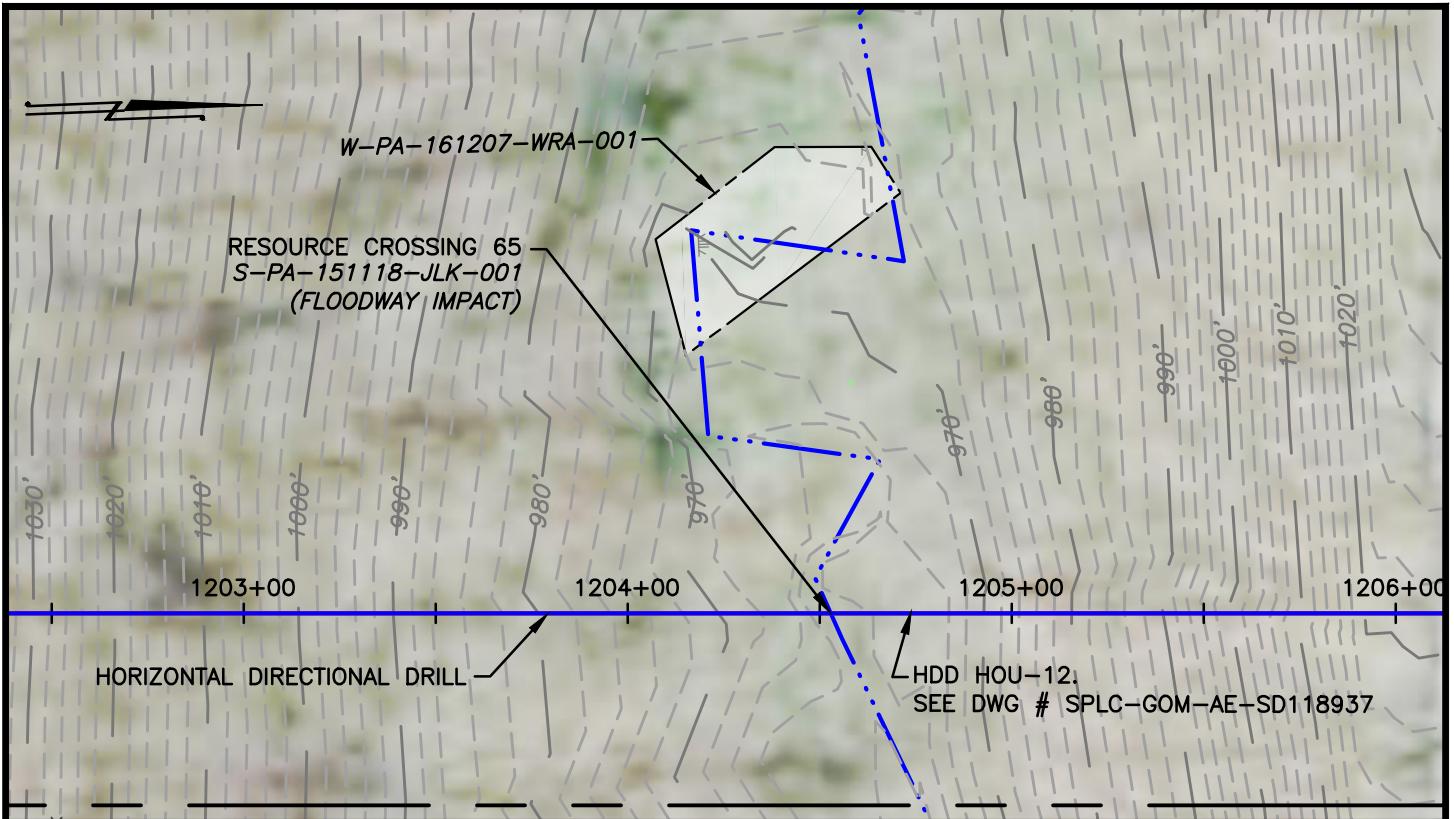 W-PA-161207-WRA-001
RESOURCE CROSSING 65
S-PA-151118-JLK-001
(FLOODWAY IMPACT)
1020'
1010'
1000'
990'
980'
970'
1030'
1020'
1010'
1000'
990'
980'
970'
1203+00
1204+00
1205+00
1206+00
HORIZONTAL DIRECTIONAL DRILL
HDD HOU-12.
SEE DWG # SPLC-GOM-AE-SD118937